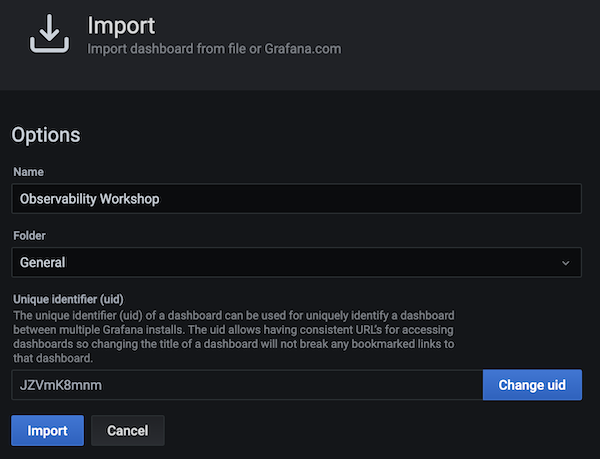 Import
Import dashboard from file or Grafana.com
Options
Name
Observability Workshop
Folder
General
Unique identifier (uid)
The unique identifier (uid) of a dashboard can be used for uniquely identify a dashboard
between multiple Grafana installs. The uid allows having consistent URL's for accessing
dashboards so changing the title of a dashboard will not break any bookmarked links to
that dashboard.
JZVmK8mnm
Change uid
Import
Cancel